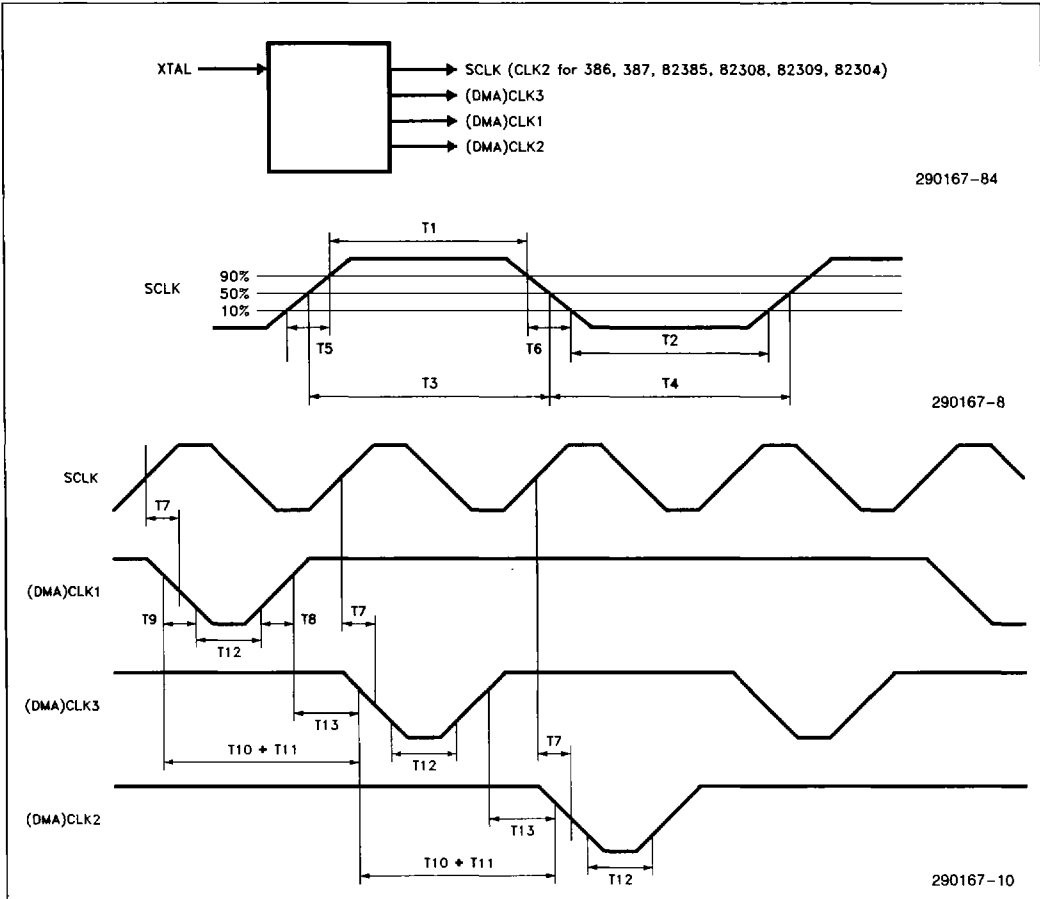 XTAL
SCLK (CLK2 for 386, 387, 82385, 82308, 82309, 82304)
(DMA)CLK3
(DMA)CLK1
(DMA)CLK2
290167-84
T1
90%
SCLK
50%
10%
T5
T6
T2
T3
T4
290167-8
SCLK
T7
(DMA)CLK1
T9
T8
T7
T12
(DMA)CLK3
T13
T12
T7
T10 + T11
(DMA)CLK2
T13
T12
T10 + T11
290167-10